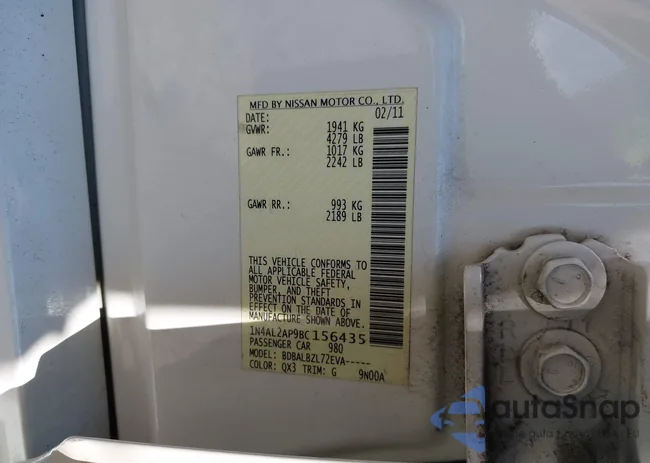 MFD BY NISSAN MOTOR CO., LTD.
DATE: 02/11
GVWR: 1941 KG
4279 LB
GAWR FR.: 1017 KG
2242 LB
GAWR RR.: 993 KG
2189 LB
THIS VEHICLE CONFORMS TO
ALL APPLICABLE FEDERAL
MOTOR VEHICLE SAFETY,
BUMPER, AND THEFT
PREVENTION STANDARDS IN
EFFECT ON THE DATE OF
MANUFACTURE SHOWN ABOVE.
1N4AL2AP9BC156435
PASSENGER CAR 980
MODEL: BDBALBZL72EVA-----
COLOR: QX3 TRIM: G 9N00A
autaSnap